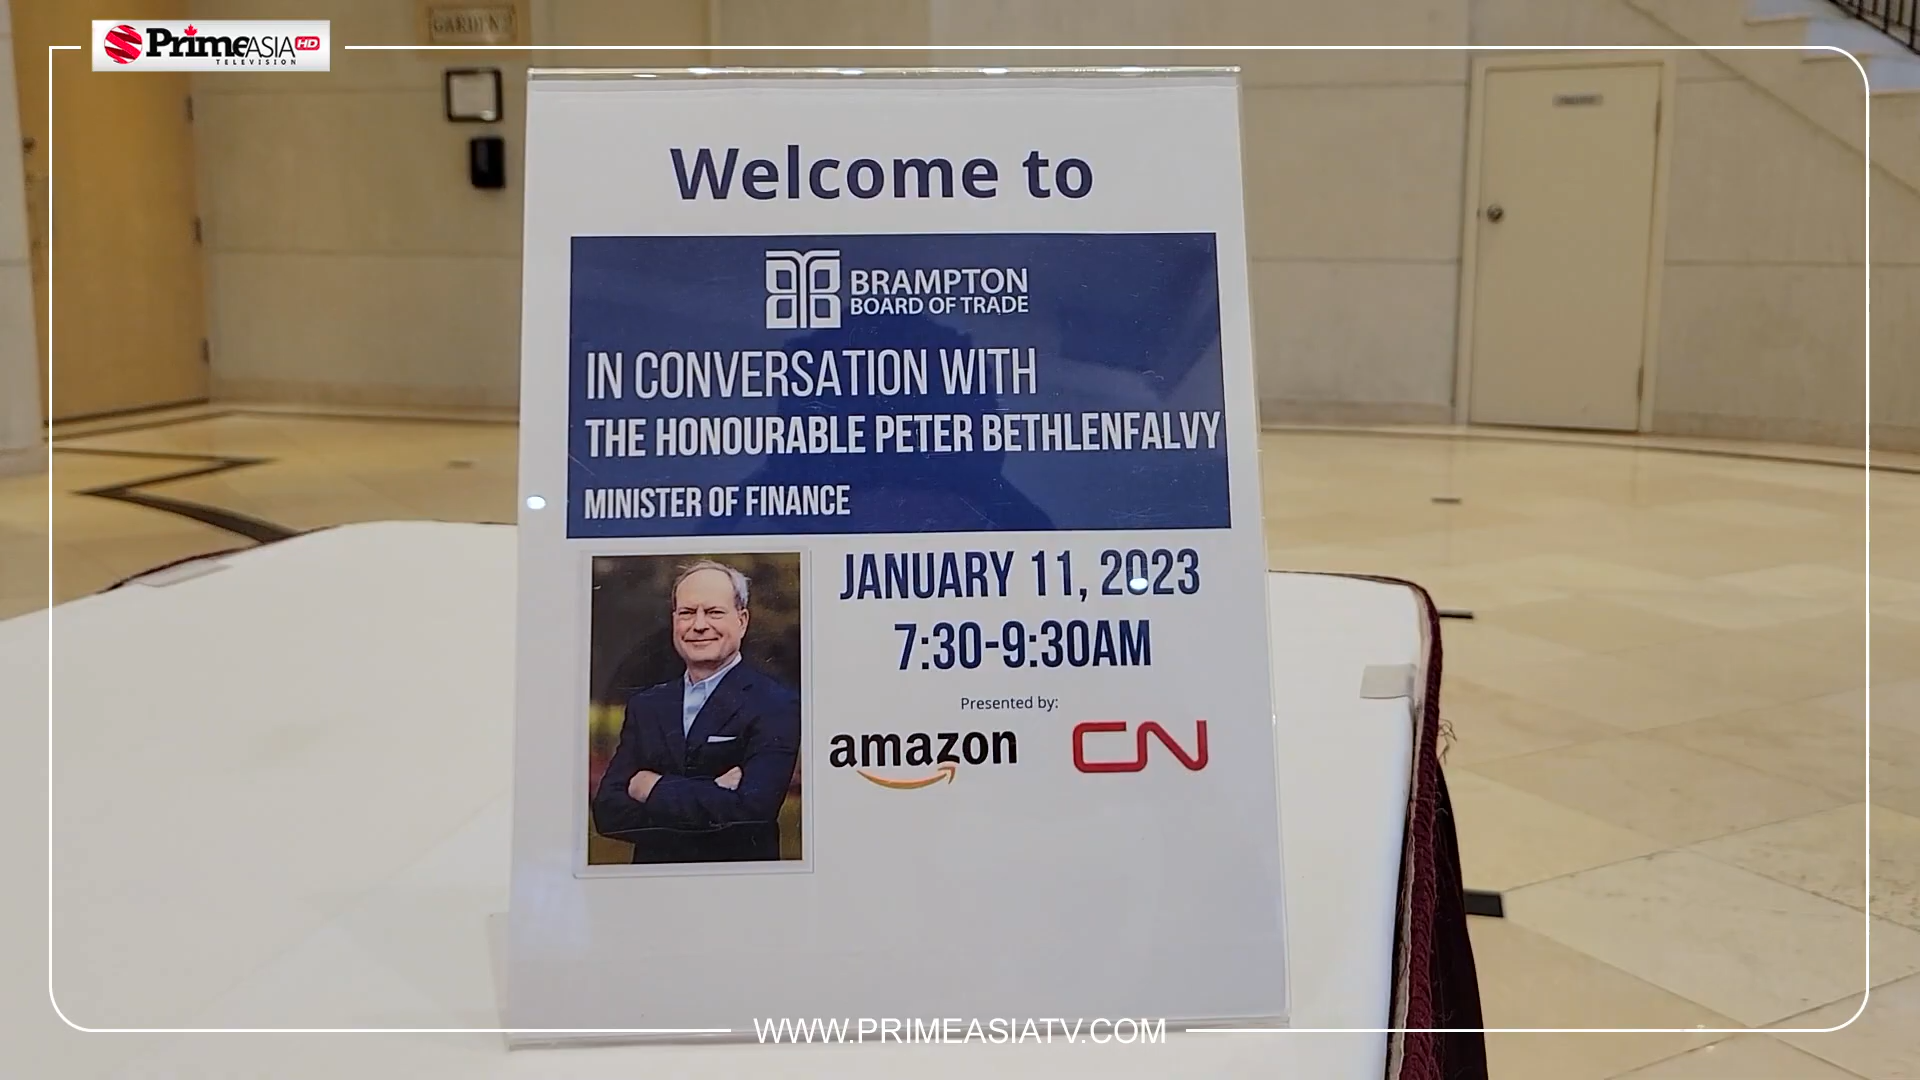 GARDEN
PrimeASIA HD
TELEVISION
Welcome to
BRAMPTON
BOARD OF TRADE
IN CONVERSATION WITH
THE HONOURABLE PETER BETHLENFALVY
MINISTER OF FINANCE
JANUARY 11, 2023
7:30-9:30AM
Presented by:
amazon CN
WWW.PRIMEASIATV.COM